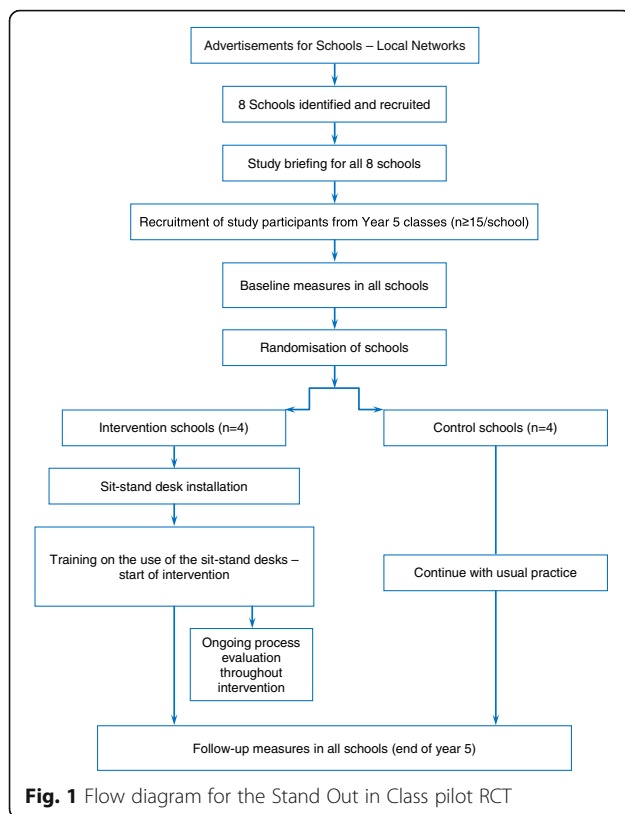 Advertisements for Schools – Local Networks
8 Schools identified and recruited
Study briefing for all 8 schools
Recruitment of study participants from Year 5 classes (n≥15/school)
Baseline measures in all schools
Randomisation of schools
Intervention schools (n=4)
Control schools (n=4)
Sit-stand desk installation
Training on the use of the sit-stand desks –
start of intervention
Continue with usual practice
Ongoing process
evaluation
throughout
intervention
Follow-up measures in all schools (end of year 5)
Fig. 1 Flow diagram for the Stand Out in Class pilot RCT